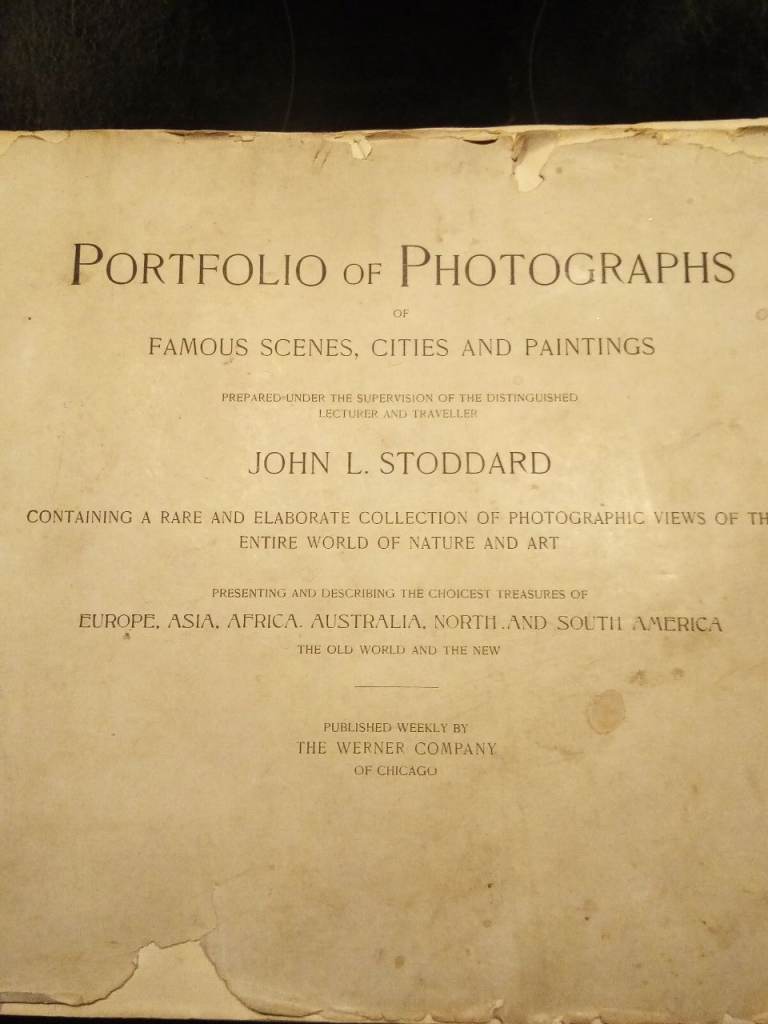 PORTFOLIO OF PHOTOGRAPHS
OF
FAMOUS SCENES, CITIES AND PAINTINGS
PREPARED UNDER THE SUPERVISION OF THE DISTINGUISHED
LECTURER AND TRAVELLER
JOHN L. STODDARD
CONTAINING A RARE AND ELABORATE COLLECTION OF PHOTOGRAPHIC VIEWS OF TH
ENTIRE WORLD OF NATURE AND ART
PRESENTING AND DESCRIBING THE CHOICEST TREASURES OF
EUROPE, ASIA, AFRICA. AUSTRALIA, NORTH AND SOUTH AMERICA
THE OLD WORLD AND THE NEW
PUBLISHED WEEKLY BY
THE WERNER COMPANY
OF CHICAGO